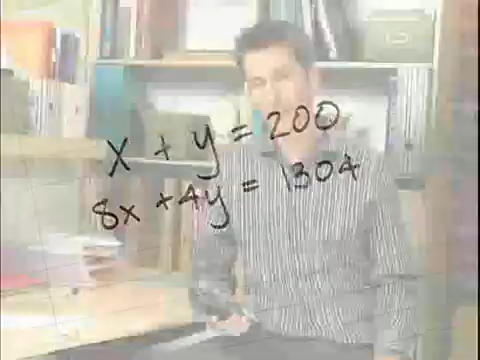 x + y = 200
8x + 4y = 1304